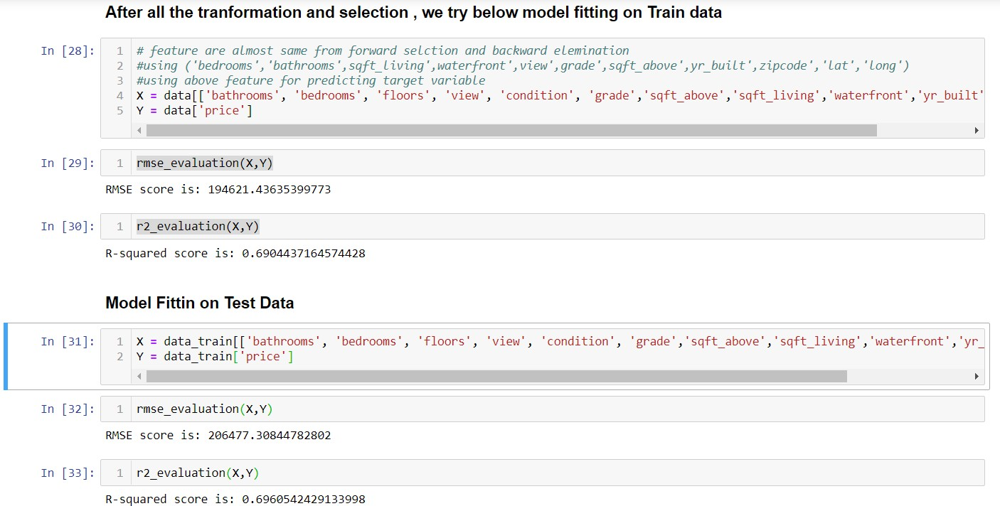 After all the tranformation and selection , we try below model fitting on Train data
In [28]:
1 # feature are almost same from forward selction and backward elemination
2 #using ('bedrooms','bathrooms',sqft_living',waterfront',view',grade',sqft_above',yr_built',zipcode','lat','long')
3 #using above feature for predicting target variable
4 X = data[['bathrooms', 'bedrooms', 'floors', 'view', 'condition', 'grade','sqft_above','sqft_living','waterfront','yr_built'
5 Y = data['price']
In [29]:
1 rmse_evaluation(X,Y)
RMSE score is: 194621.43635399773
In [30]:
1 r2_evaluation(X,Y)
R-squared score is: 0.6904437164574428
Model Fittin on Test Data
In [31]:
1 X = data_train[['bathrooms', 'bedrooms', 'floors', 'view', 'condition', 'grade','sqft_above','sqft_living','waterfront','yr_
2 Y = data_train['price']
In [32]:
1 rmse_evaluation(X,Y)
RMSE score is: 206477.30844782802
In [33]:
1 r2_evaluation(X,Y)
R-squared score is: 0.6960542429133998